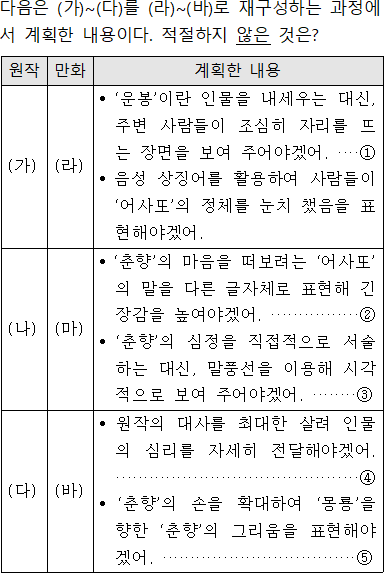 다음은 (가)~(다)를 (라)~(바)로 재구성하는 과정에
서 계획한 내용이다. 적절하지 않은 것은?
원작 만화 계획한 내용
(가) (라)
• ‘운봉’이란 인물을 내세우는 대신,
주변 사람들이 조심히 자리를 뜨
는 장면을 보여 주어야겠어. ····①
• 음성 상징어를 활용하여 사람들이
‘어사또’의 정체를 눈치 챘음을 표
현해야겠어.
(나) (마)
• ‘춘향’의 마음을 떠보려는 ‘어사또’
의 말을 다른 글자체로 표현해 긴
장감을 높여야겠어. ···············②
• ‘춘향’의 심정을 직접적으로 서술
하는 대신, 말풍선을 이용해 시각
적으로 보여 주어야겠어. ········③
(다) (바)
• 원작의 대사를 최대한 살려 인물
의 심리를 자세히 전달해야겠어.
····································④
• ‘춘향’의 손을 확대하여 ‘몽룡’을
향한 ‘춘향’의 그리움을 표현해야
겠어. ································⑤